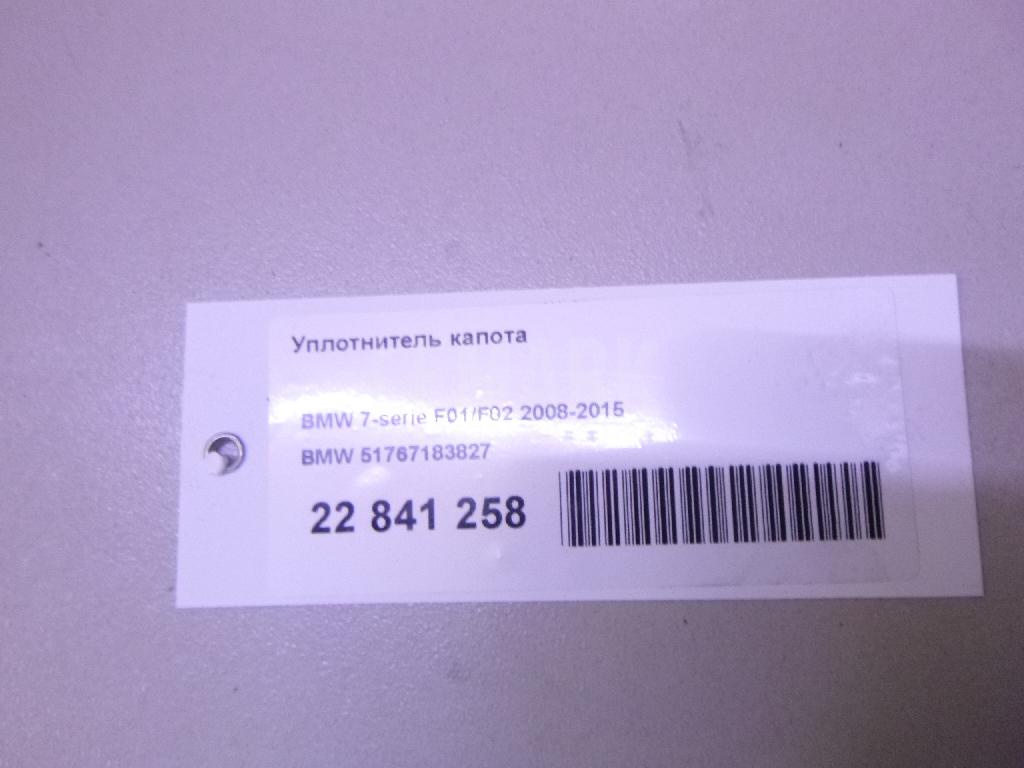 Уплотнитель капота
BMW 7-serie F01/F02 2008-2015
BMW 51767183827
22 841 258